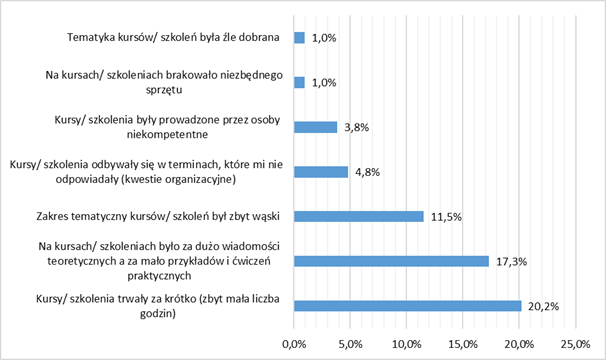 Tematyka kursów/ szkoleń była źle dobrana
1,0%
Na kursach/ szkoleniach brakowało niezbędnego
sprzętu
1,0%
Kursy/ szkolenia były prowadzone przez osoby
niekompetentne
3,8%
Kursy/ szkolenia odbywały się w terminach, które mi nie
odpowiadały (kwestie organizacyjne)
4,8%
Zakres tematyczny kursów/ szkoleń był zbyt wąski
11,5%
Na kursach/ szkoleniach było za dużo wiadomości
teoretycznych a za mało przykładów i ćwiczeń
praktycznych
17,3%
Kursy/ szkolenia trwały za krótko (zbyt mała liczba
godzin)
20,2%
0,0% 5,0% 10,0% 15,0% 20,0% 25,0%